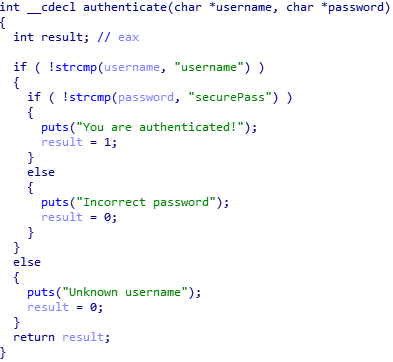 int __cdecl authenticate(char *username, char *password)
{
  int result; // eax

  if ( !strcmp(username, "username") )
  {
    if ( !strcmp(password, "securePass") )
    {
      puts("You are authenticated!");
      result = 1;
    }
    else
    {
      puts("Incorrect password");
      result = 0;
    }
  }
  else
  {
    puts("Unknown username");
    result = 0;
  }
  return result;
}